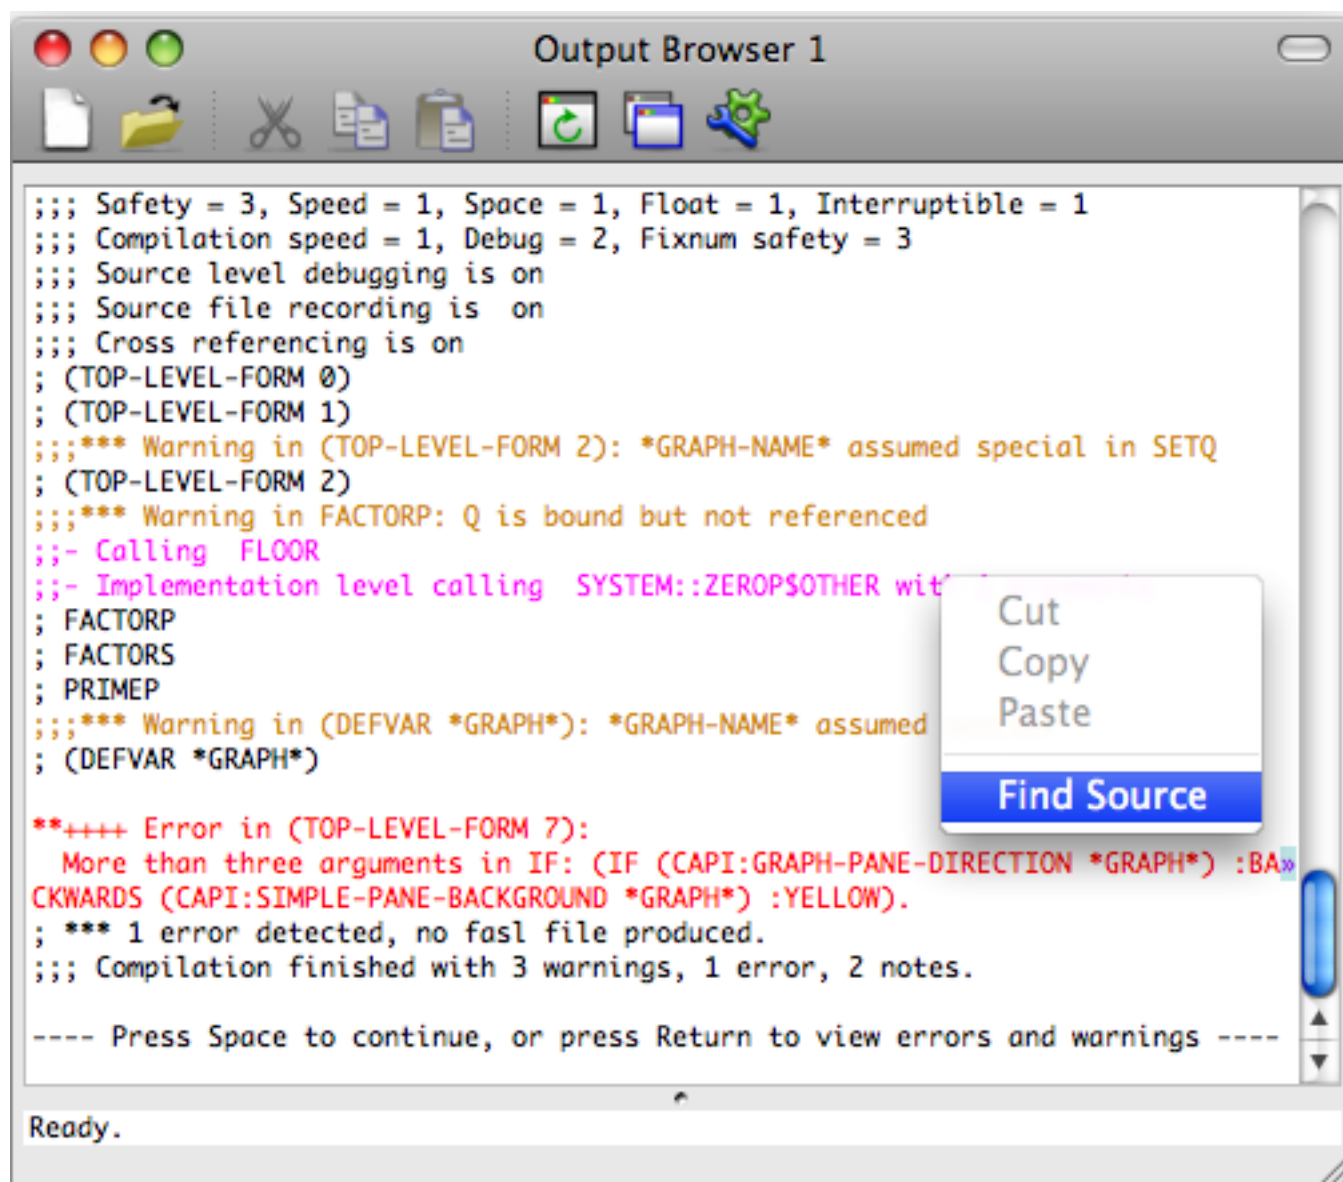 Output Browser 1
;;; Safety = 3, Speed = 1, Space = 1, Float = 1, Interruptible = 1
;;; Compilation speed = 1, Debug = 2, Fixnum safety = 3
;;; Source level debugging is on
;;; Source file recording is  on
;;; Cross referencing is on
; (TOP-LEVEL-FORM 0)
; (TOP-LEVEL-FORM 1)
;;;*** Warning in (TOP-LEVEL-FORM 2): *GRAPH-NAME* assumed special in SETQ
; (TOP-LEVEL-FORM 2)
;;;*** Warning in FACTORP: Q is bound but not referenced
;;- Calling  FLOOR
;;- Implementation level calling  SYSTEM::ZEROP$OTHER wit
; FACTORP
; FACTORS
; PRIMEP
;;;*** Warning in (DEFVAR *GRAPH*): *GRAPH-NAME* assumed
; (DEFVAR *GRAPH*)
**++++ Error in (TOP-LEVEL-FORM 7):
  More than three arguments in IF: (IF (CAPI:GRAPH-PANE-DIRECTION *GRAPH*) :BA»
CKWARDS (CAPI:SIMPLE-PANE-BACKGROUND *GRAPH*) :YELLOW).
; *** 1 error detected, no fasl file produced.
;;; Compilation finished with 3 warnings, 1 error, 2 notes.
---- Press Space to continue, or press Return to view errors and warnings ----
Cut
Copy
Paste
Find Source
Ready.